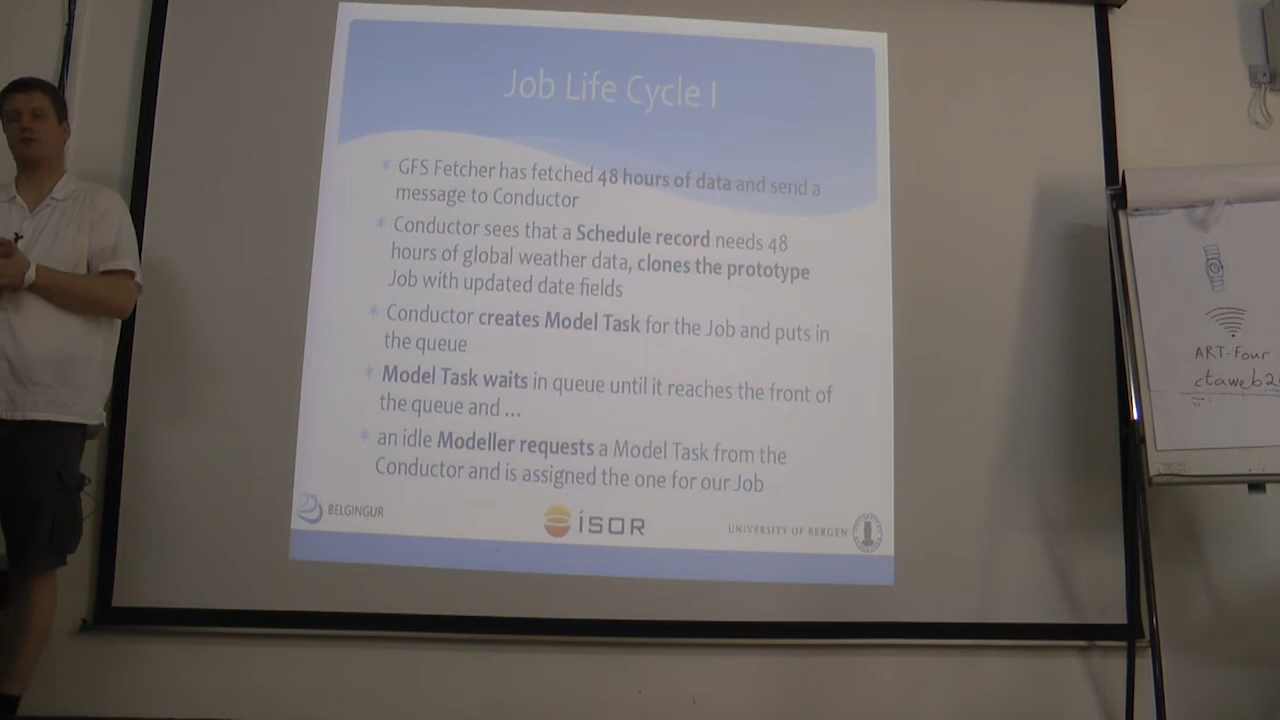 Job Life Cycle I
* GFS Fetcher has fetched 48 hours of data and send a
message to Conductor
* Conductor sees that a Schedule record needs 48
hours of global weather data, clones the prototype
Job with updated date fields
* Conductor creates Model Task for the Job and puts in
the queue
* Model Task waits in queue until it reaches the front of
the queue and ...
* an idle Modeller requests a Model Task from the
Conductor and is assigned the one for our Job
BELGINGUR
ÍSOR
UNIVERSITY OF BERGEN
ART-Four